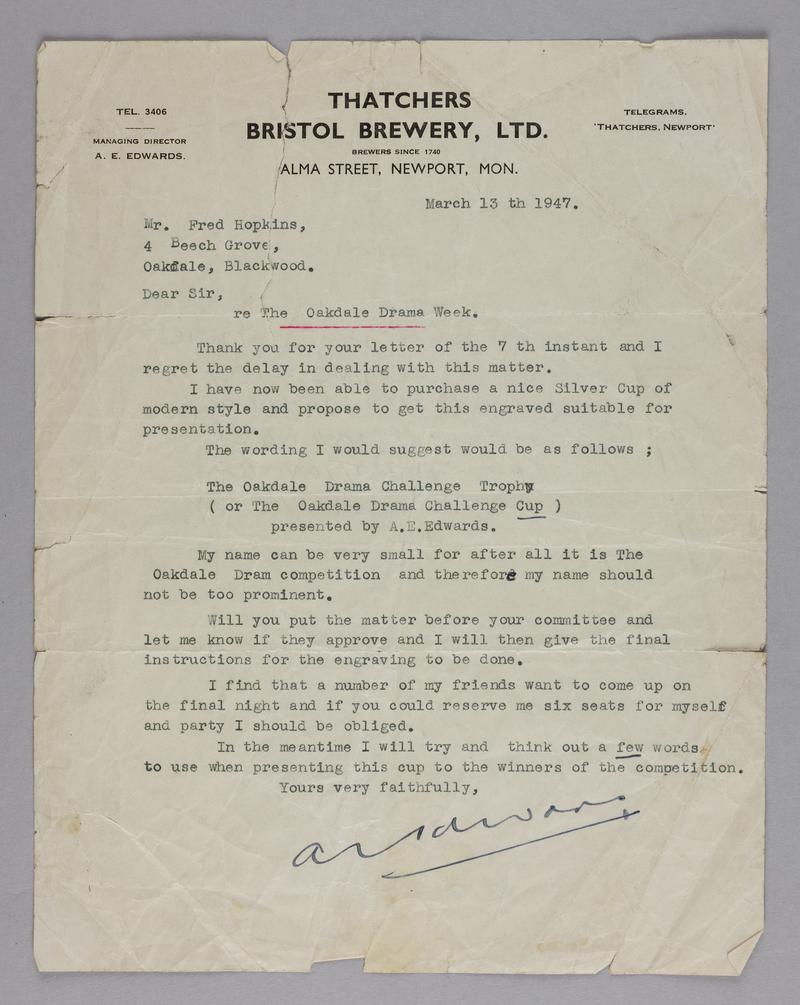 TEL. 3406
MANAGING DIRECTOR
A. E. EDWARDS.
THATCHERS
BRISTOL BREWERY, LTD.
BREWERS SINCE 1740
ALMA STREET, NEWPORT, MON.
TELEGRAMS.
'THATCHERS, NEWPORT'
March 13 th 1947.
Mr. Fred Hopkins,
4 Beech Grove,
Oakdale, Blackwood.
Dear Sir,
re The Oakdale Drama Week.
Thank you for your letter of the 7 th instant and I
regret the delay in dealing with this matter.
I have now been able to purchase a nice Silver Cup of
modern style and propose to get this engraved suitable for
presentation.
The wording I would suggest would be as follows ;
The Oakdale Drama Challenge Trophy
( or The Oakdale Drama Challenge Cup )
presented by A.E.Edwards.
My name can be very small for after all it is The
Oakdale Dram competition and therefore my name should
not be too prominent.
Will you put the matter before your committee and
let me know if they approve and I will then give the final
instructions for the engraving to be done.
I find that a number of my friends want to come up on
the final night and if you could reserve me six seats for myself
and party I should be obliged.
In the meantime I will try and think out a few words
to use when presenting this cup to the winners of the competition.
Yours very faithfully,